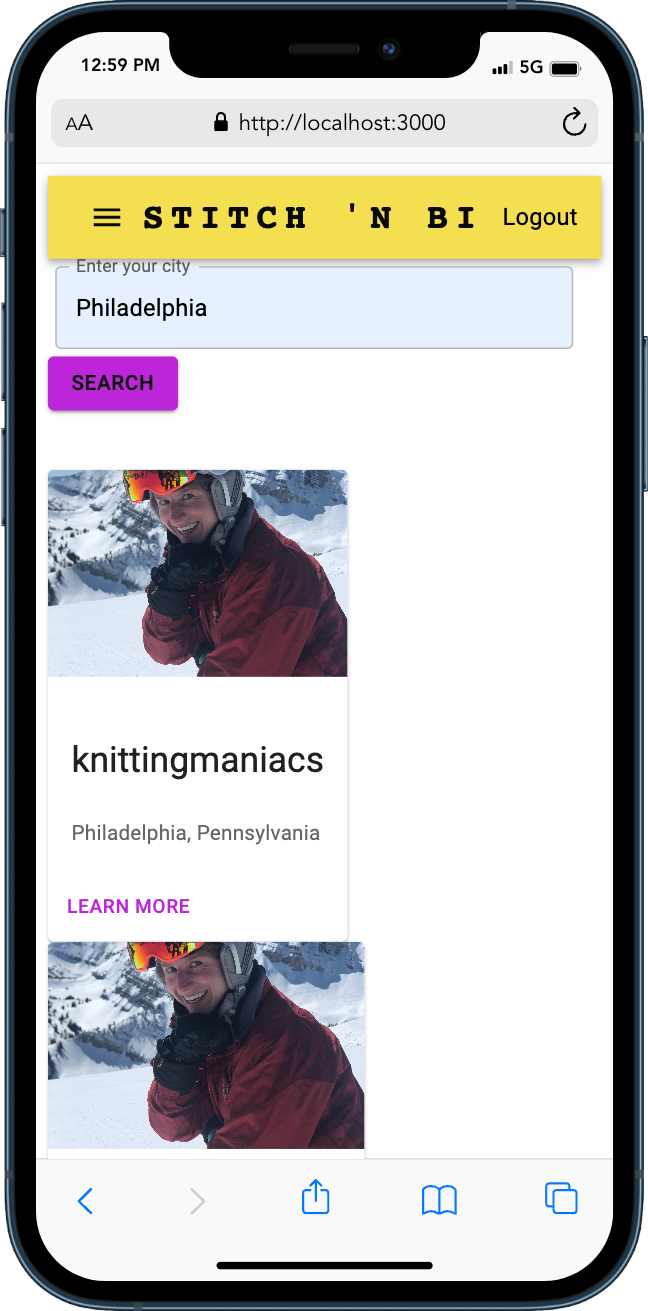 12:59 PM
5G
AA
http://localhost:3000
STITCH 'N BI
Logout
Enter your city
Philadelphia
SEARCH
knittingmaniacs
Philadelphia, Pennsylvania
LEARN MORE